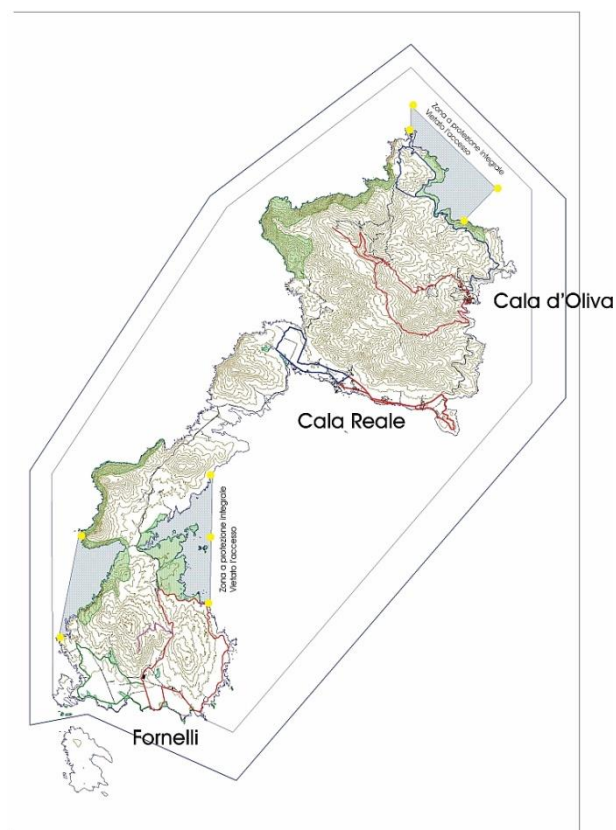 Zona a protezione integrale
Vietato l'accesso
Cala d'Oliva
Cala Reale
Zona a protezione integrale
Vietato l'accesso
Fornelli